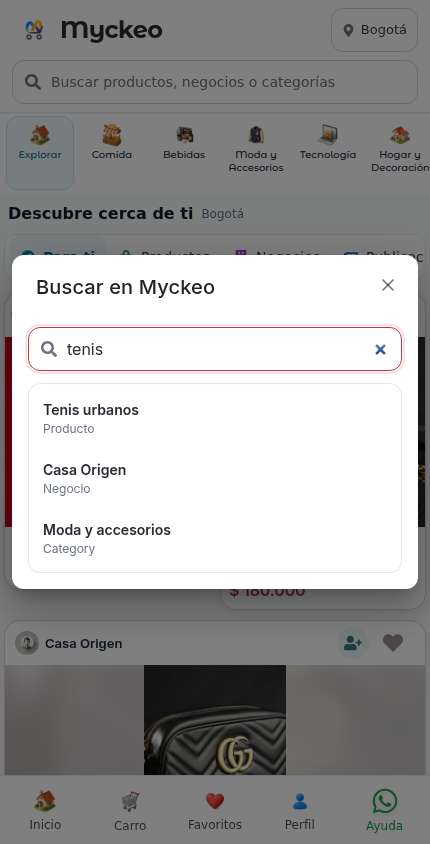 Myckeo
Bogotá
Buscar productos, negocios o categorías
Explorar
Comida
Bebidas
Moda y
Accesorios
Tecnología
Hogar y
Decoración
Descubre cerca de ti
Bogotá
Buscar en Myckeo
tenis
Tenis urbanos
Producto
Casa Origen
Negocio
Moda y accesorios
Category
$ 180.000
Casa Origen
Inicio
Carro
Favoritos
Perfil
Ayuda